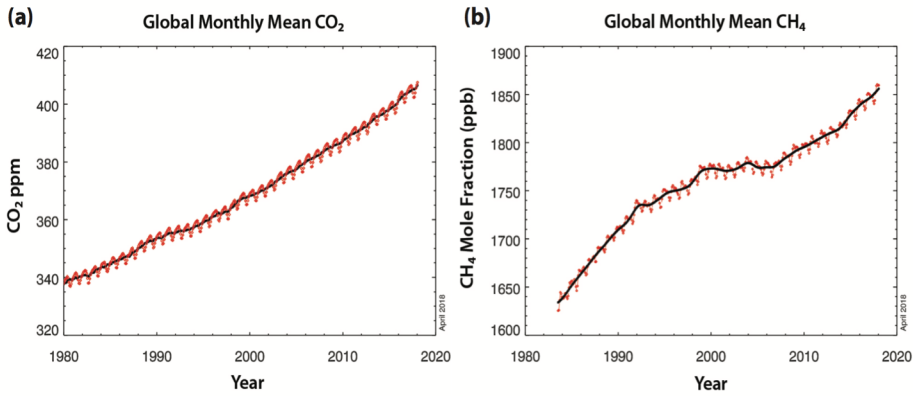 (a)
Global Monthly Mean CO₂
CO₂ ppm
420
400
380
360
340
320
1980
1990
2000
2010
2020
Year
April 2018
(b)
Global Monthly Mean CH₄
CH₄ Mole Fraction (ppb)
1900
1850
1800
1750
1700
1650
1600
1980
1990
2000
2010
2020
Year
April 2018